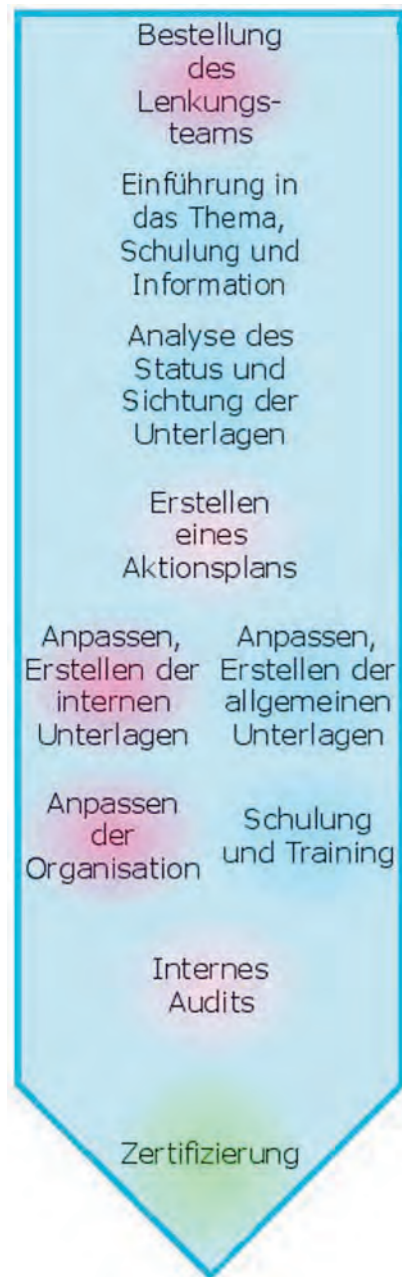 Bestellung
des
Lenkungs-
teams
Einführung in
das Thema,
Schulung und
Information
Analyse des
Status und
Sichtung der
Unterlagen
Erstellen
eines
Aktionsplans
Anpassen,
Erstellen der
internen
Unterlagen
Anpassen,
Erstellen der
allgemeinen
Unterlagen
Anpassen
der
Organisation
Schulung
und Training
Internes
Audits
Zertifizierung